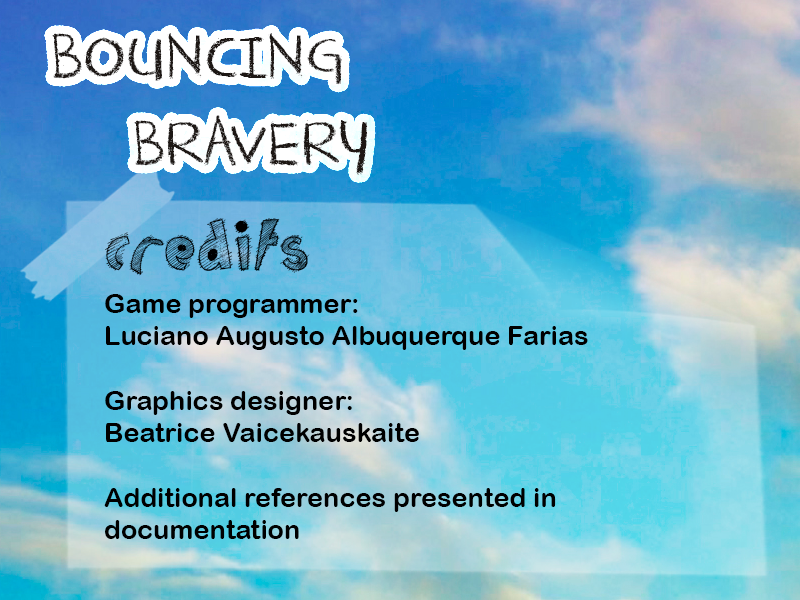 BOUNCING
BRAVERY
credits
Game programmer:
Luciano Augusto Albuquerque Farias
Graphics designer:
Beatrice Vaicekauskaite
Additional references presented in
documentation